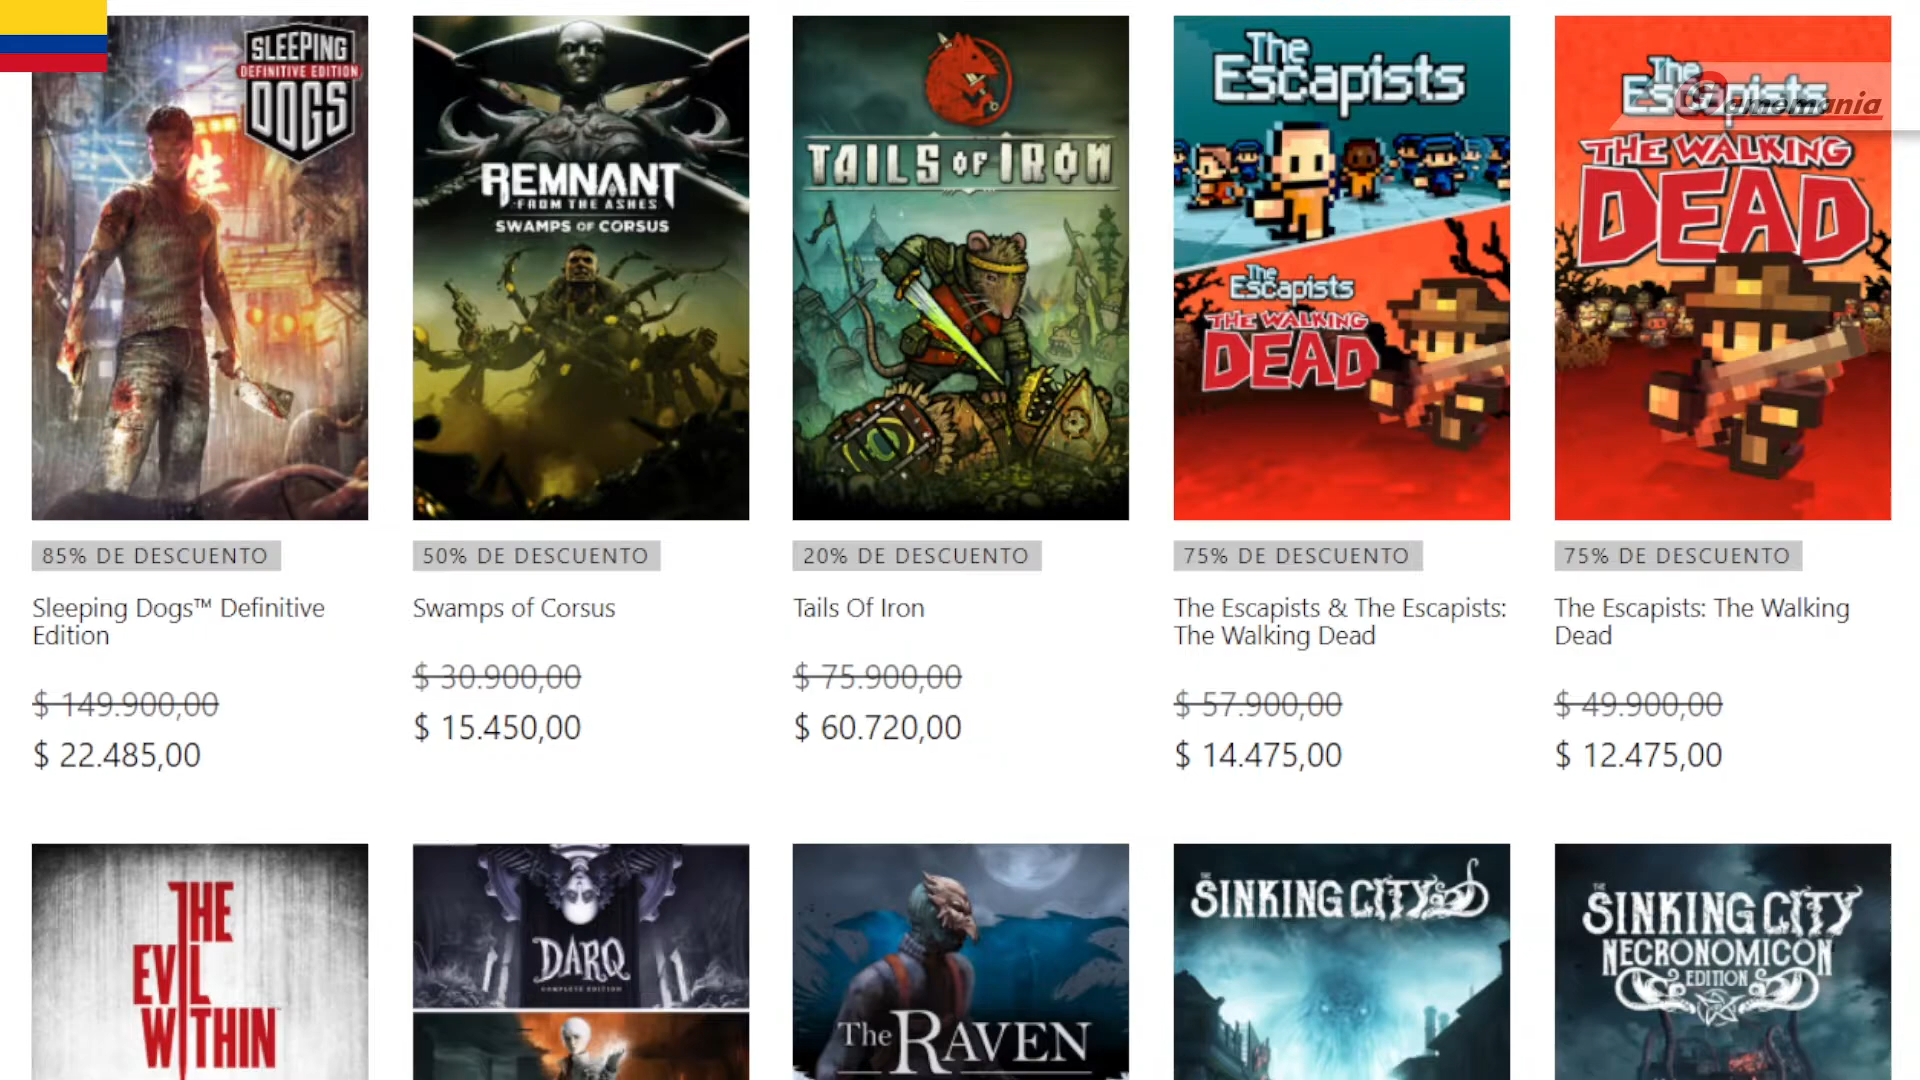 SLEEPING
DEFINITIVE EDITION
DOGS
REMNANT
FROM THE ASHES
SWAMPS OF CORSUS
TAILS OF IRON
The
Escapists
The
Escapists
THE WALKING
DEAD
The
Escapists
Gamemania
THE WALKING
DEAD
85% DE DESCUENTO
50% DE DESCUENTO
20% DE DESCUENTO
75% DE DESCUENTO
75% DE DESCUENTO
Sleeping Dogs™ Definitive
Edition
Swamps of Corsus
Tails Of Iron
The Escapists & The Escapists:
The Walking Dead
The Escapists: The Walking
Dead
$ 149.900,00
$ 22.485,00
$ 30.900,00
$ 15.450,00
$ 75.900,00
$ 60.720,00
$ 57.900,00
$ 14.475,00
$ 49.900,00
$ 12.475,00
THE
EVIL
WITHIN
DARQ
COMPLETE EDITION
The RAVEN
THE
SINKING CITY
THE
SINKING CITY
NECRONOMICON
EDITION